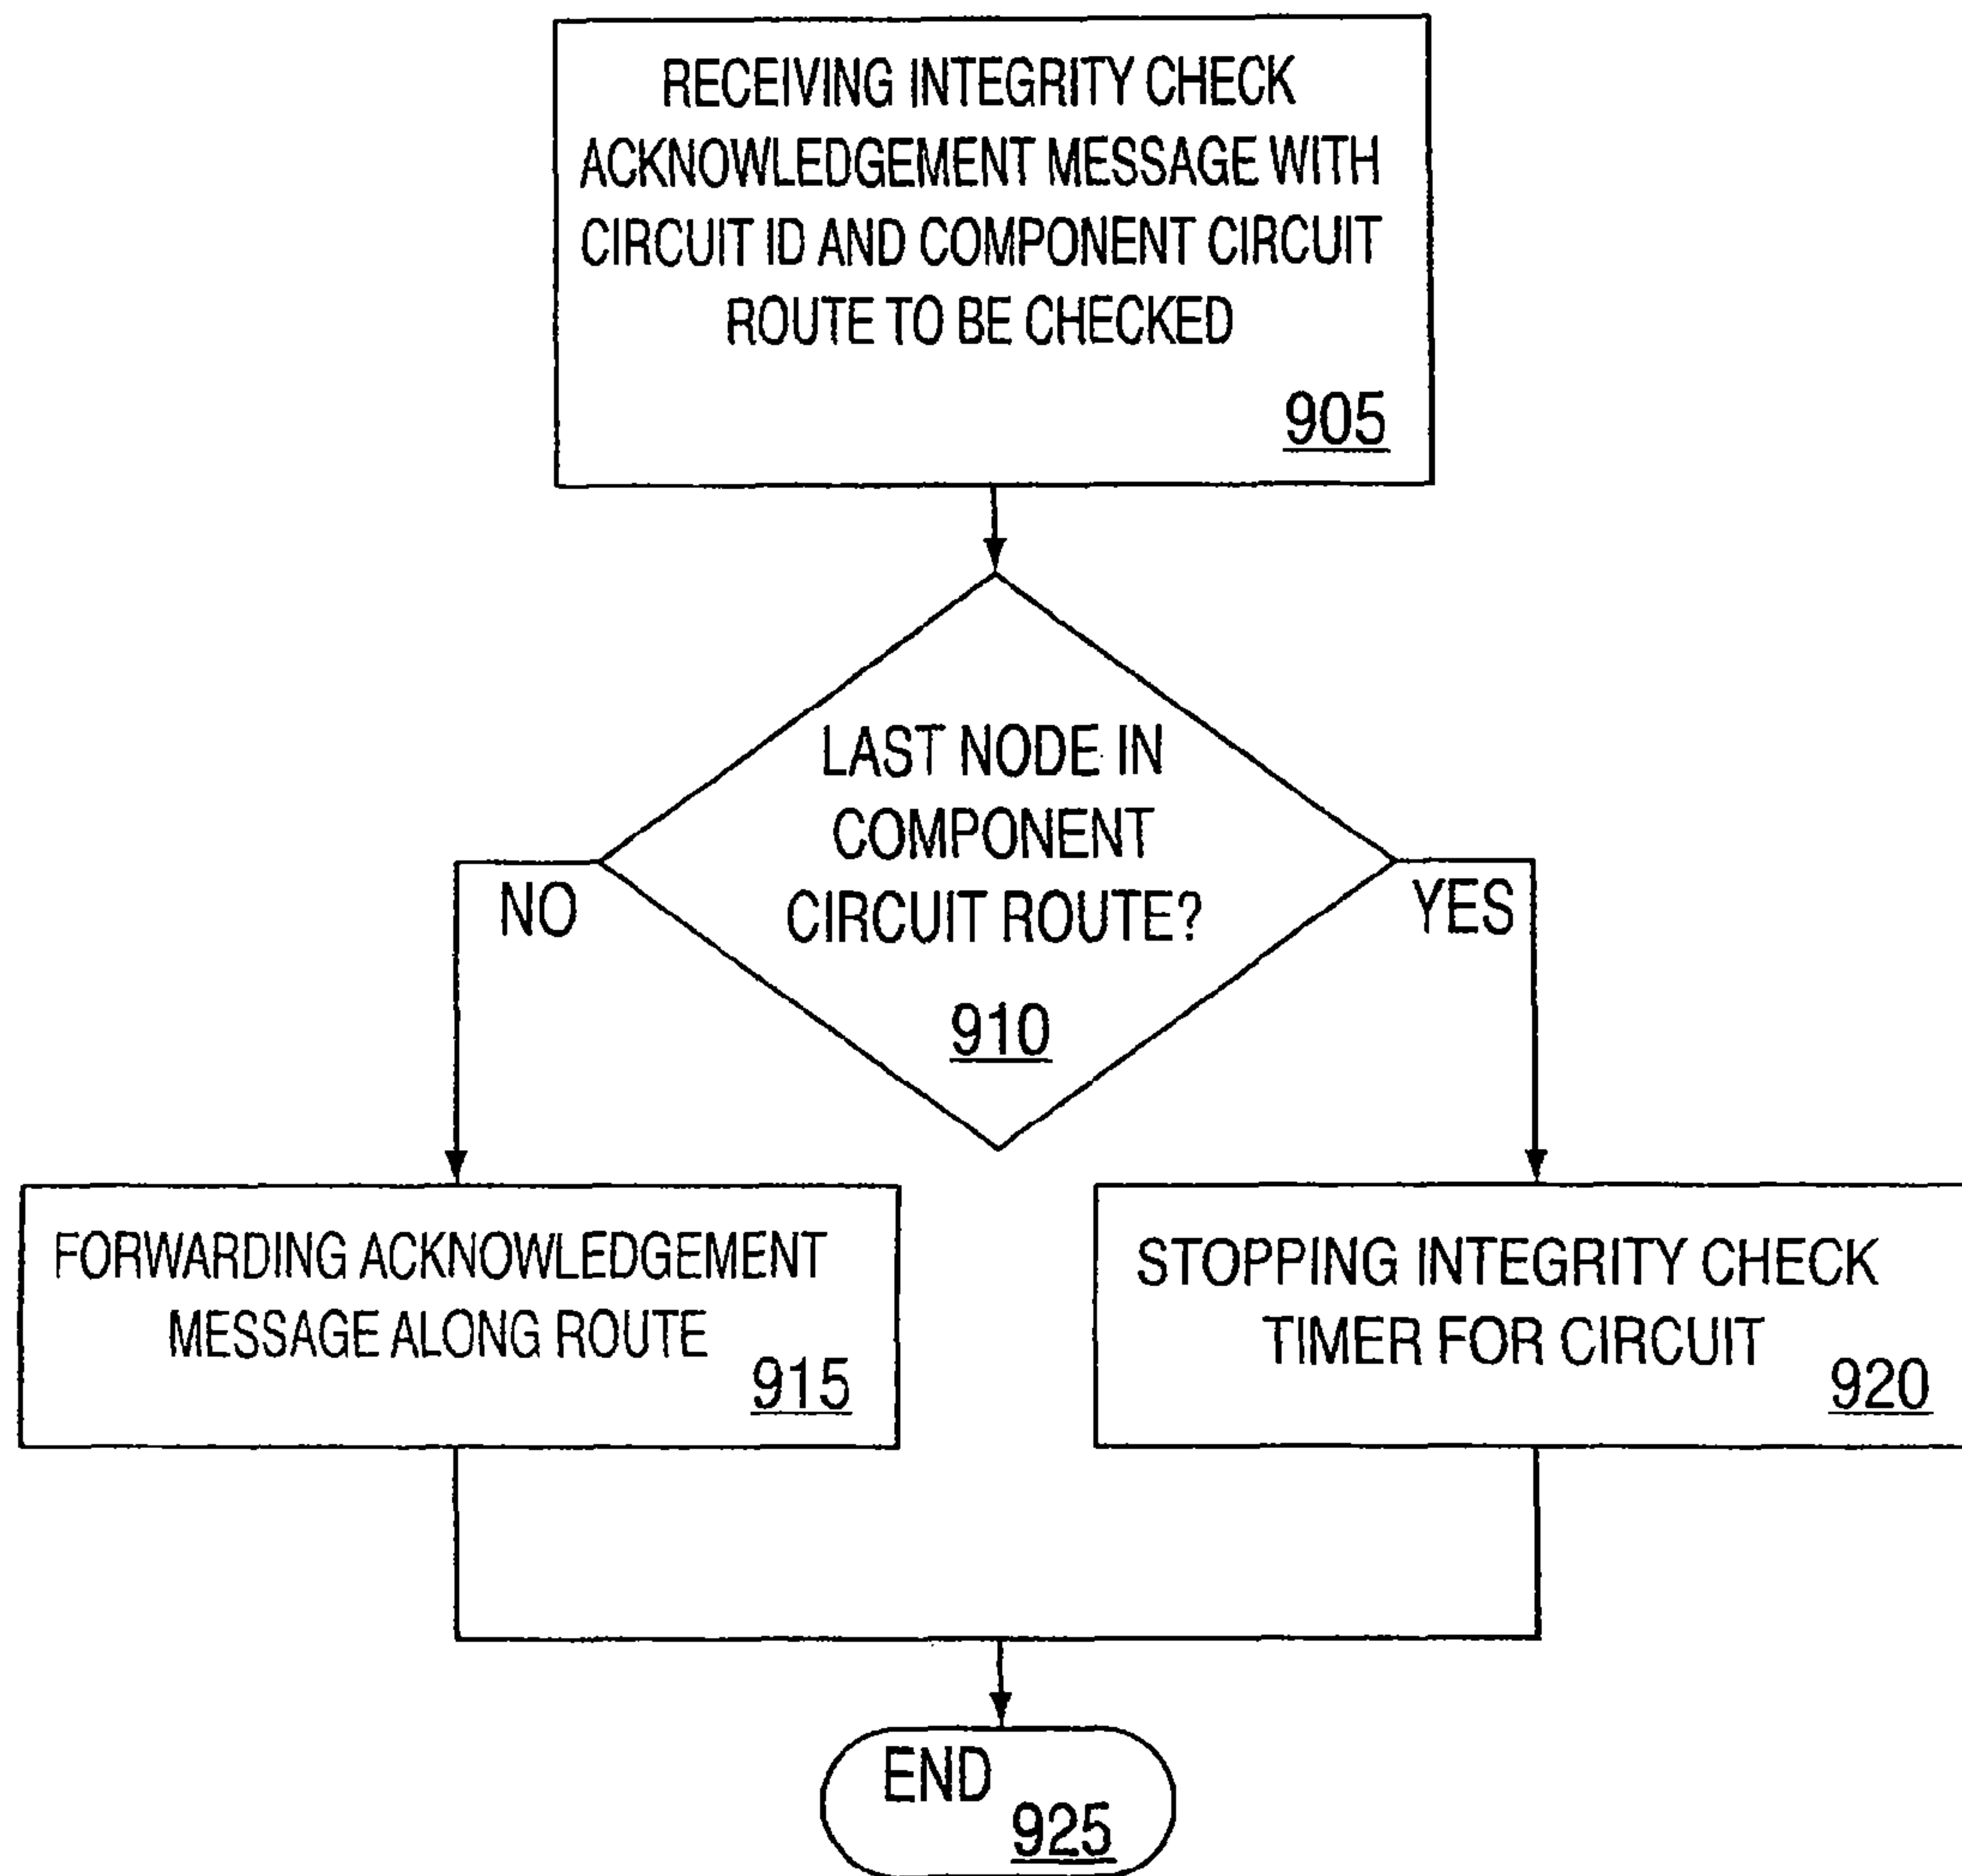 RECEIVING INTEGRITY CHECK
ACKNOWLEDGEMENT MESSAGE WITH
CIRCUIT ID AND COMPONENT CIRCUIT
ROUTE TO BE CHECKED
905
LAST NODE IN
COMPONENT
CIRCUIT ROUTE?
910
NO
YES
FORWARDING ACKNOWLEDGEMENT
MESSAGE ALONG ROUTE
915
STOPPING INTEGRITY CHECK
TIMER FOR CIRCUIT
920
END
925